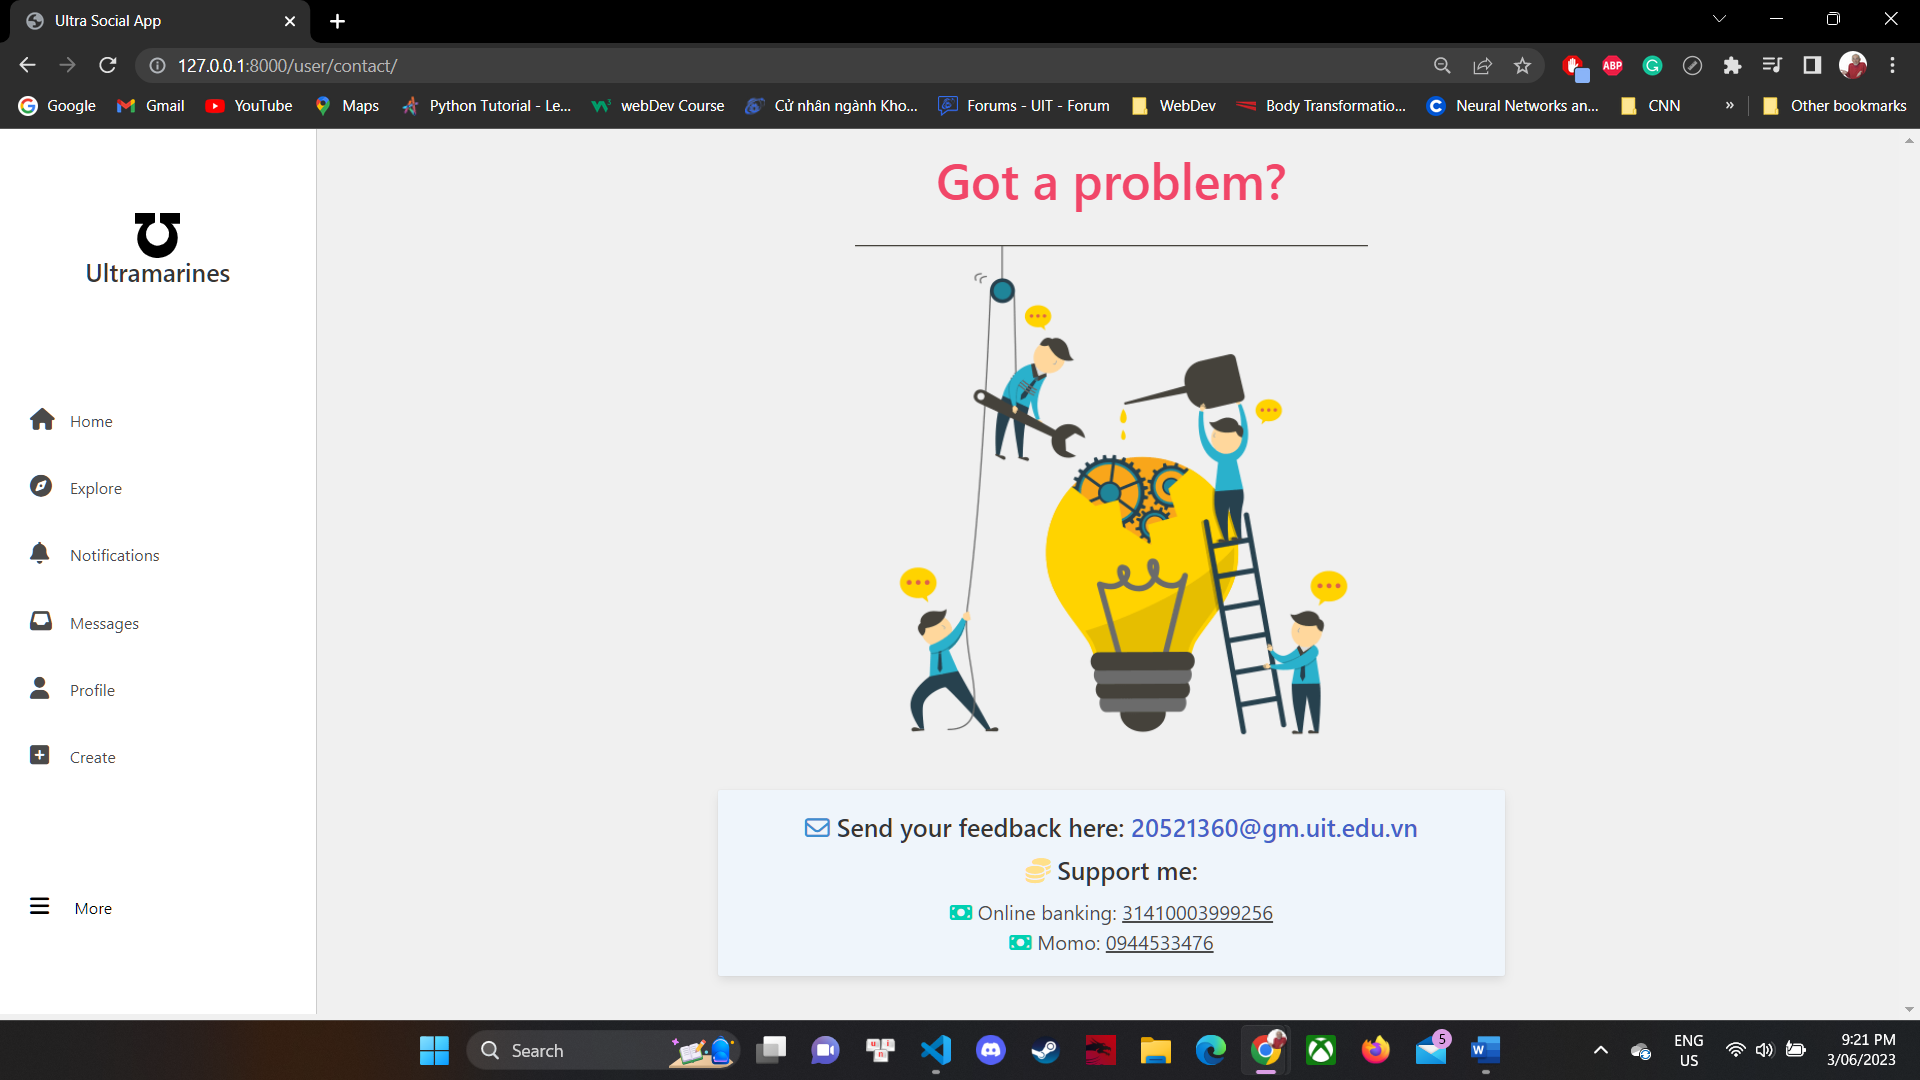 Ultra Social App
127.0.0.1:8000/user/contact/
ABP
Google
Gmail
YouTube
Maps
Python Tutorial - Le...
webDev Course
Cử nhân ngành Kho...
Forums - UIT - Forum
WebDev
Body Transformatio...
Neural Networks an...
CNN
»
Other bookmarks
Ultramarines
Home
Explore
Notifications
Messages
Profile
Create
More
Got a problem?
Send your feedback here: 20521360@gm.uit.edu.vn
Support me:
Online banking: 31410003999256
Momo: 0944533476
Search
5
ENG
US
9:21 PM
3/06/2023